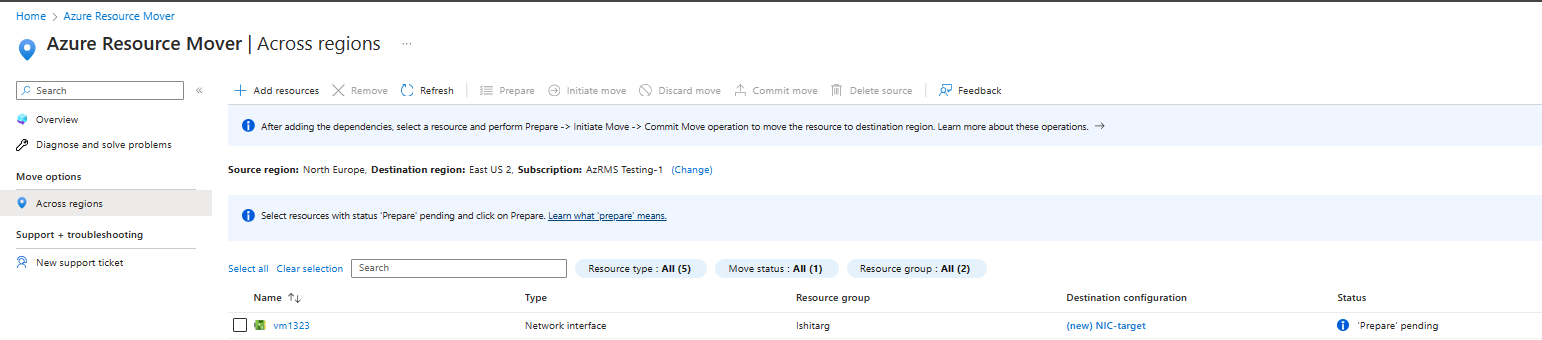 Home > Azure Resource Mover
Azure Resource Mover | Across regions ...
Search «
Overview
Diagnose and solve problems
Move options
Across regions
Support + troubleshooting
New support ticket
+ Add resources Remove Refresh Prepare Initiate move Discard move Commit move Delete source Feedback
After adding the dependencies, select a resource and perform Prepare -> Initiate Move -> Commit Move operation to move the resource to destination region. Learn more about these operations. →
Source region: North Europe, Destination region: East US 2, Subscription: AzRMS Testing-1 (Change)
Select resources with status 'Prepare' pending and click on Prepare. Learn what 'prepare' means.
Select all Clear selection Search Resource type : All (5) Move status : All (1) Resource group : All (2)
Name ↑↓ Type Resource group Destination configuration Status
vm1323 Network interface Ishitarg (new) NIC-target 'Prepare' pending